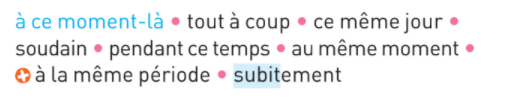 à ce moment-là • tout à coup • ce même jour •
soudain • pendant ce temps • au même moment •
+ à la même période • subitement